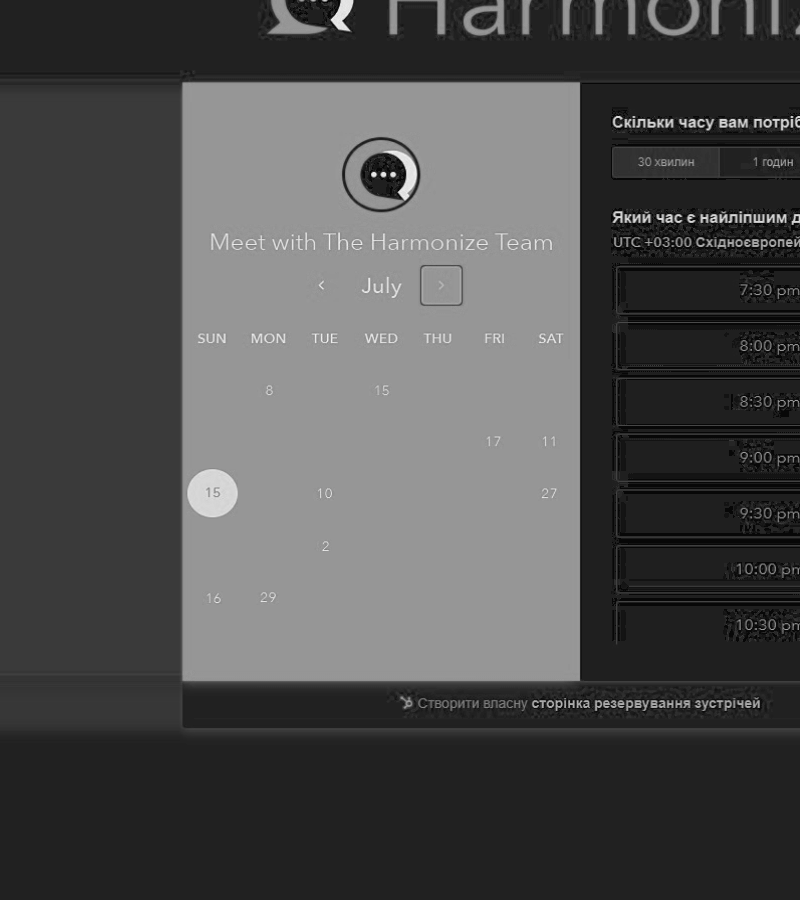 Harmoniz
Meet with The Harmonize Team
‹ July ›
SUN MON TUE WED THU FRI SAT
8 15
17 11
15 10 27
2
16 29
Скільки часу вам потріб
30 хвилин 1 годин
Який час є найліпшим д
UTC +03:00 Східноєвропей
7:30 pm
8:00 pm
8:30 pm
9:00 pm
9:30 pm
10:00 pm
10:30 pm
Створити власну сторінка резервування зустрічей